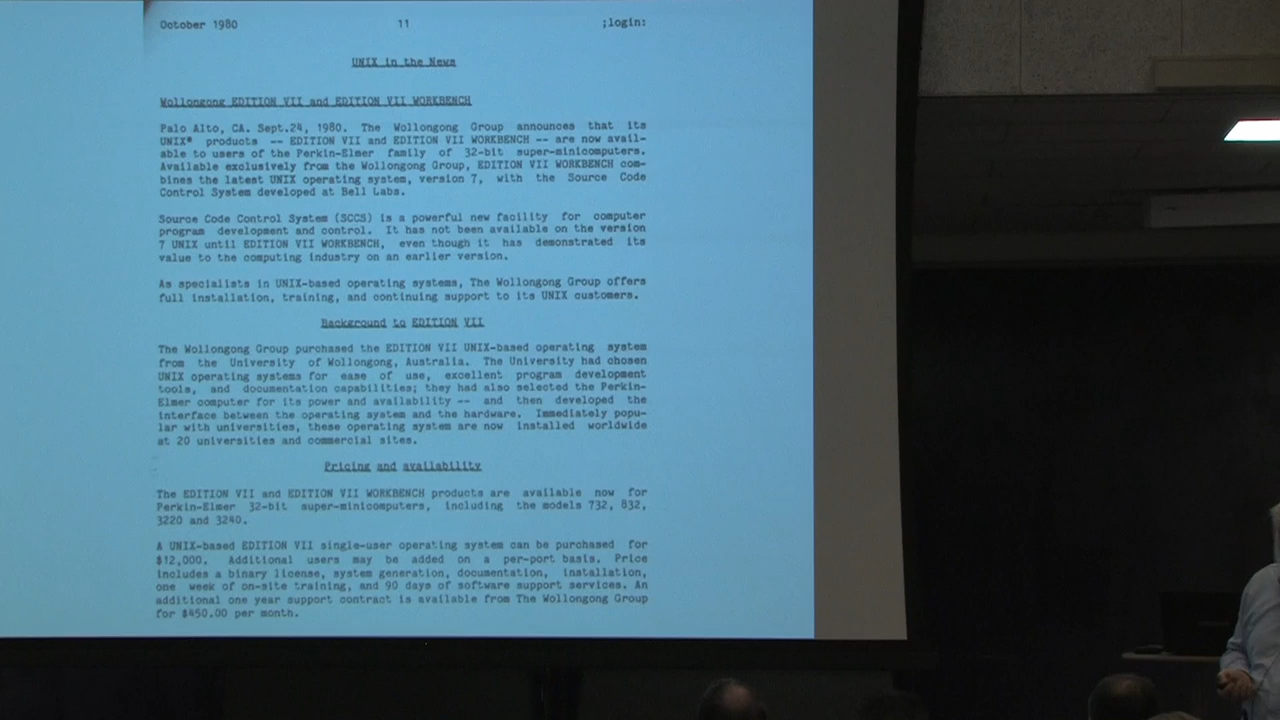 October 1980 11 ;login:
UNIX in the News
Wollongong EDITION VII and EDITION VII WORKBENCH
Palo Alto, CA. Sept.24, 1980. The Wollongong Group announces that its
UNIX* products -- EDITION VII and EDITION VII WORKBENCH -- are now avail-
able to users of the Perkin-Elmer family of 32-bit super-minicomputers.
Available exclusively from the Wollongong Group, EDITION VII WORKBENCH com-
bines the latest UNIX operating system, version 7, with the Source Code
Control System developed at Bell Labs.
Source Code Control System (SCCS) is a powerful new facility for computer
program development and control. It has not been available on the version
7 UNIX until EDITION VII WORKBENCH, even though it has demonstrated its
value to the computing industry on an earlier version.
As specialists in UNIX-based operating systems, The Wollongong Group offers
full installation, training, and continuing support to its UNIX customers.
Background to EDITION VII
The Wollongong Group purchased the EDITION VII UNIX-based operating system
from the University of Wollongong, Australia. The University had chosen
UNIX operating systems for ease of use, excellent program development
tools, and documentation capabilities; they had also selected the Perkin-
Elmer computer for its power and availability -- and then developed the
interface between the operating system and the hardware. Immediately popu-
lar with universities, these operating system are now installed worldwide
at 20 universities and commercial sites.
Pricing and availability
The EDITION VII and EDITION VII WORKBENCH products are available now for
Perkin-Elmer 32-bit super-minicomputers, including the models 732, 832,
3220 and 3240.
A UNIX-based EDITION VII single-user operating system can be purchased for
$12,000. Additional users may be added on a per-port basis. Price
includes a binary license, system generation, documentation, installation,
one week of on-site training, and 90 days of software support services. An
additional one year support contract is available from The Wollongong Group
for $450.00 per month.